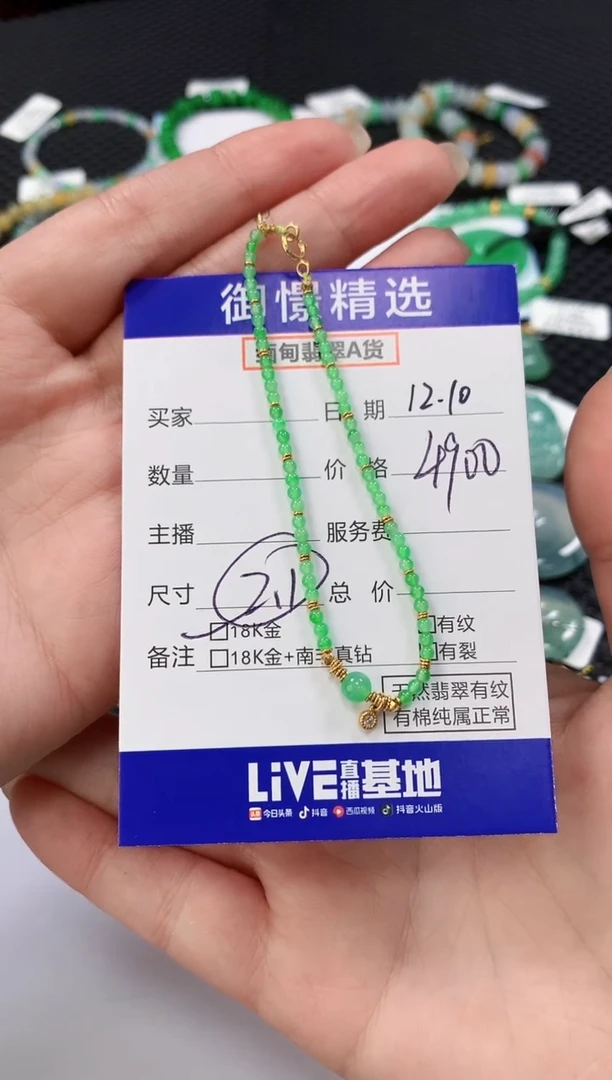 御憬精选
缅甸翡翠A货
买家 日 期 12.10
数量 价 格 4900
主播 服务费
尺寸 2.1 总 价
备注 □18K金 □有纹
□18K金+南非真钻 □有裂
天然翡翠有纹
有棉纯属正常
LiVE直播基地
今日头条 抖音 西瓜视频 抖音火山版